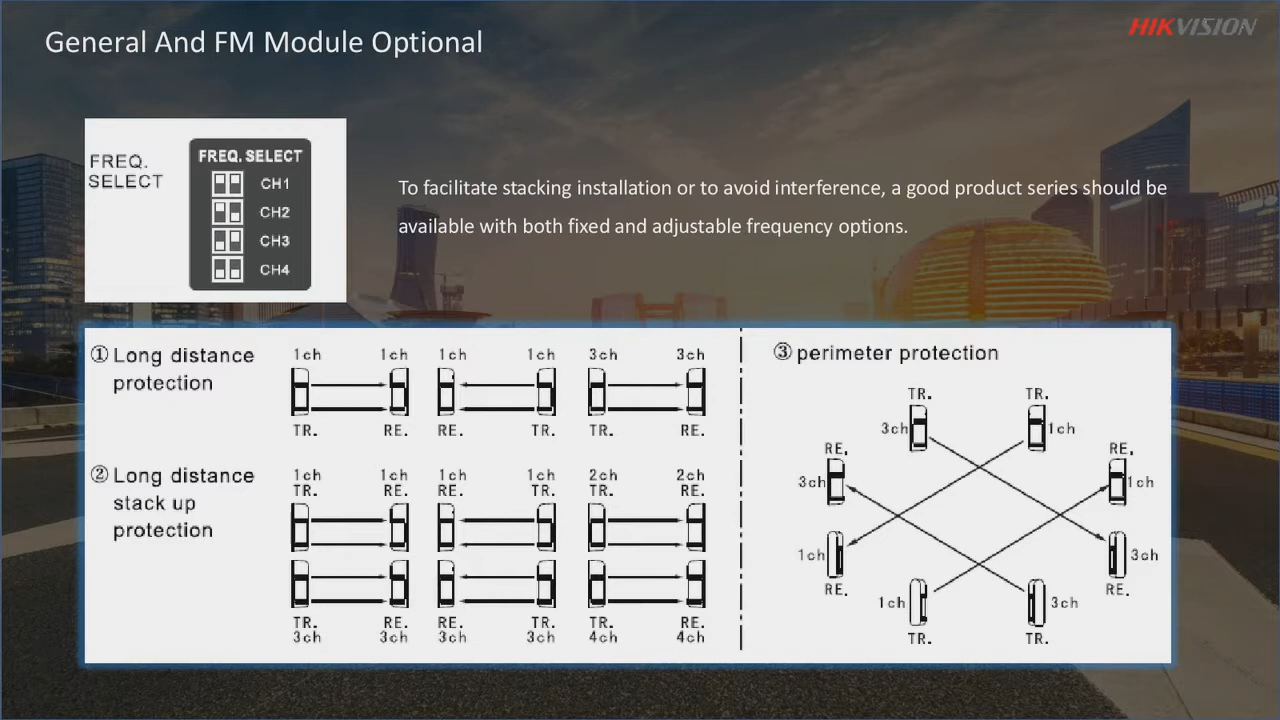 General And FM Module Optional
HIKVISION
FREQ.
SELECT
FREQ. SELECT
CH1
CH2
CH3
CH4
To facilitate stacking installation or to avoid interference, a good product series should be
available with both fixed and adjustable frequency options.
① Long distance
protection
1ch 1ch 1ch 1ch 3ch 3ch
TR. RE. RE. TR. TR. RE.
② Long distance
stack up
protection
1ch 1ch 1ch 1ch 2ch 2ch
TR. RE. RE. TR. TR. RE.
TR. RE. RE. TR. TR. RE.
3ch 3ch 3ch 3ch 4ch 4ch
③ perimeter protection
TR. TR.
3ch 1ch
RE. RE.
3ch 1ch
1ch 3ch
RE. RE.
1ch 3ch
TR. TR.